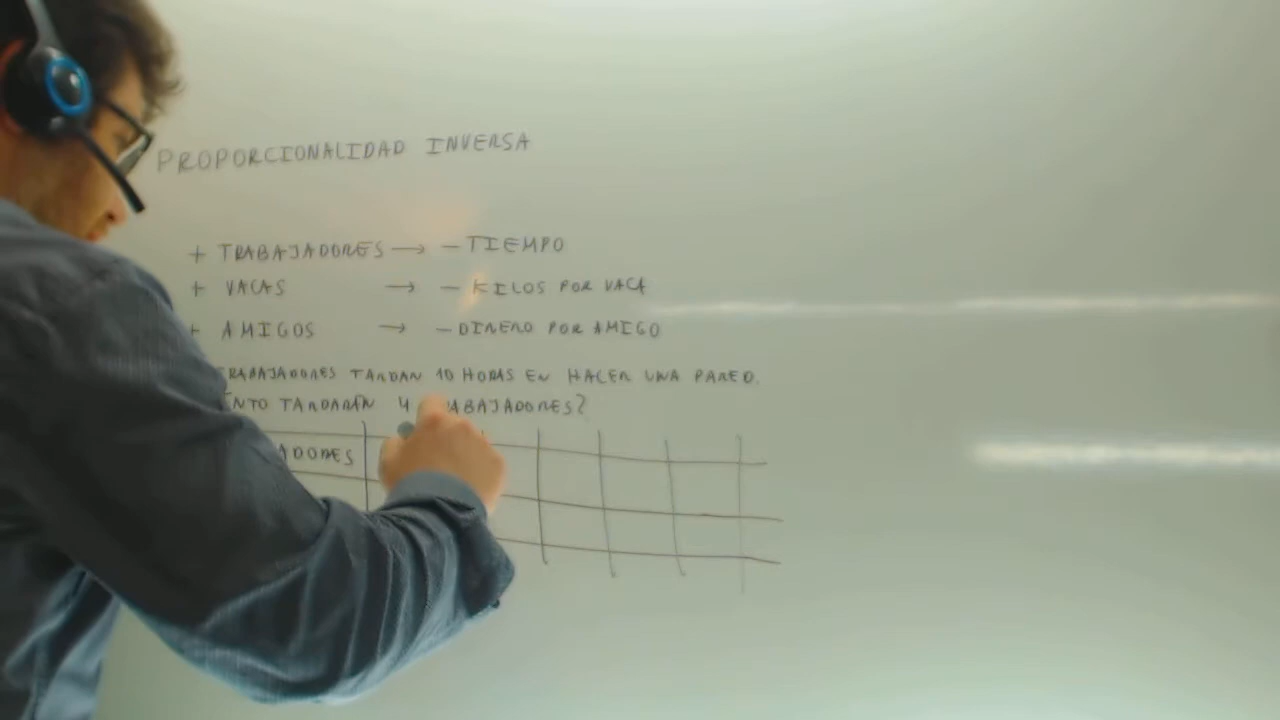 PROPORCIONALIDAD INVERSA
+ TRABAJADORES → - TIEMPO
+ VACAS → - KILOS POR VACA
+ AMIGOS → - DINERO POR AMIGO
TRABAJADORES TARDAN 10 HORAS EN HACER UNA PARED.
TARDARÁN 4 TRABAJADORES?